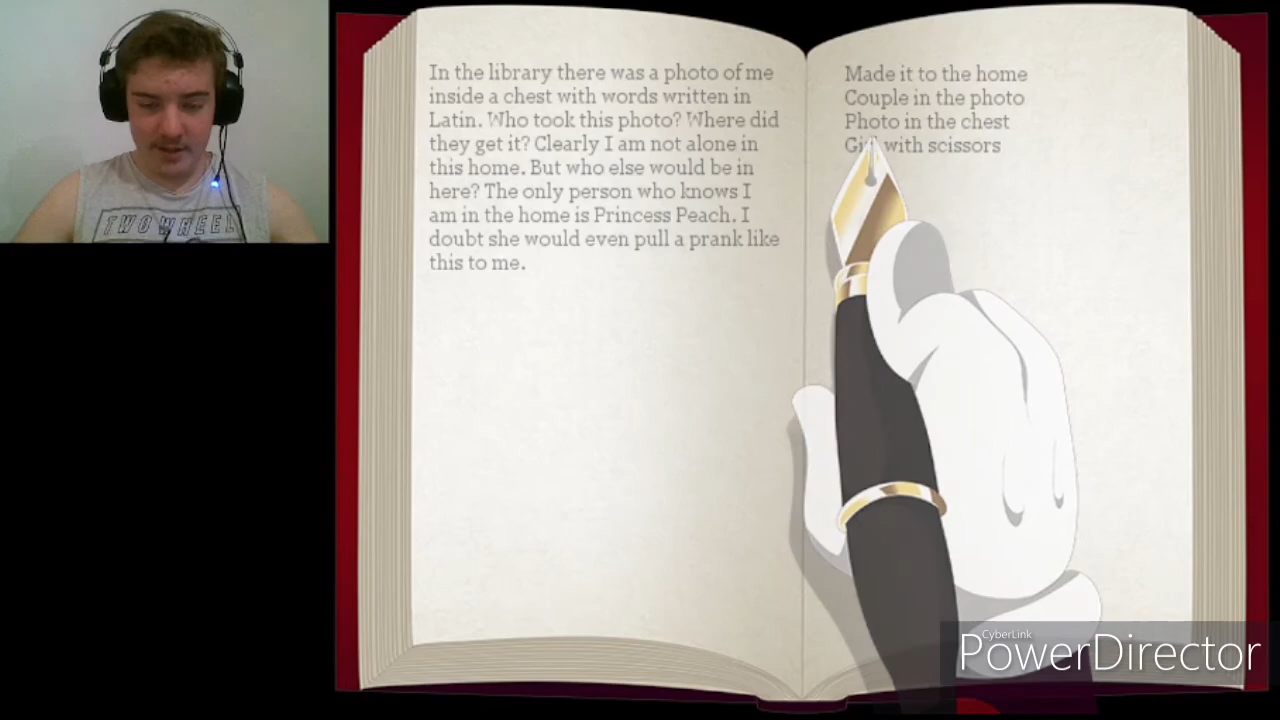 TWOWHEEL
In the library there was a photo of me
inside a chest with words written in
Latin. Who took this photo? Where did
they get it? Clearly I am not alone in
this home. But who else would be in
here? The only person who knows I
am in the home is Princess Peach. I
doubt she would even pull a prank like
this to me.
Made it to the home
Couple in the photo
Photo in the chest
Girl with scissors
CyberLink
PowerDirector